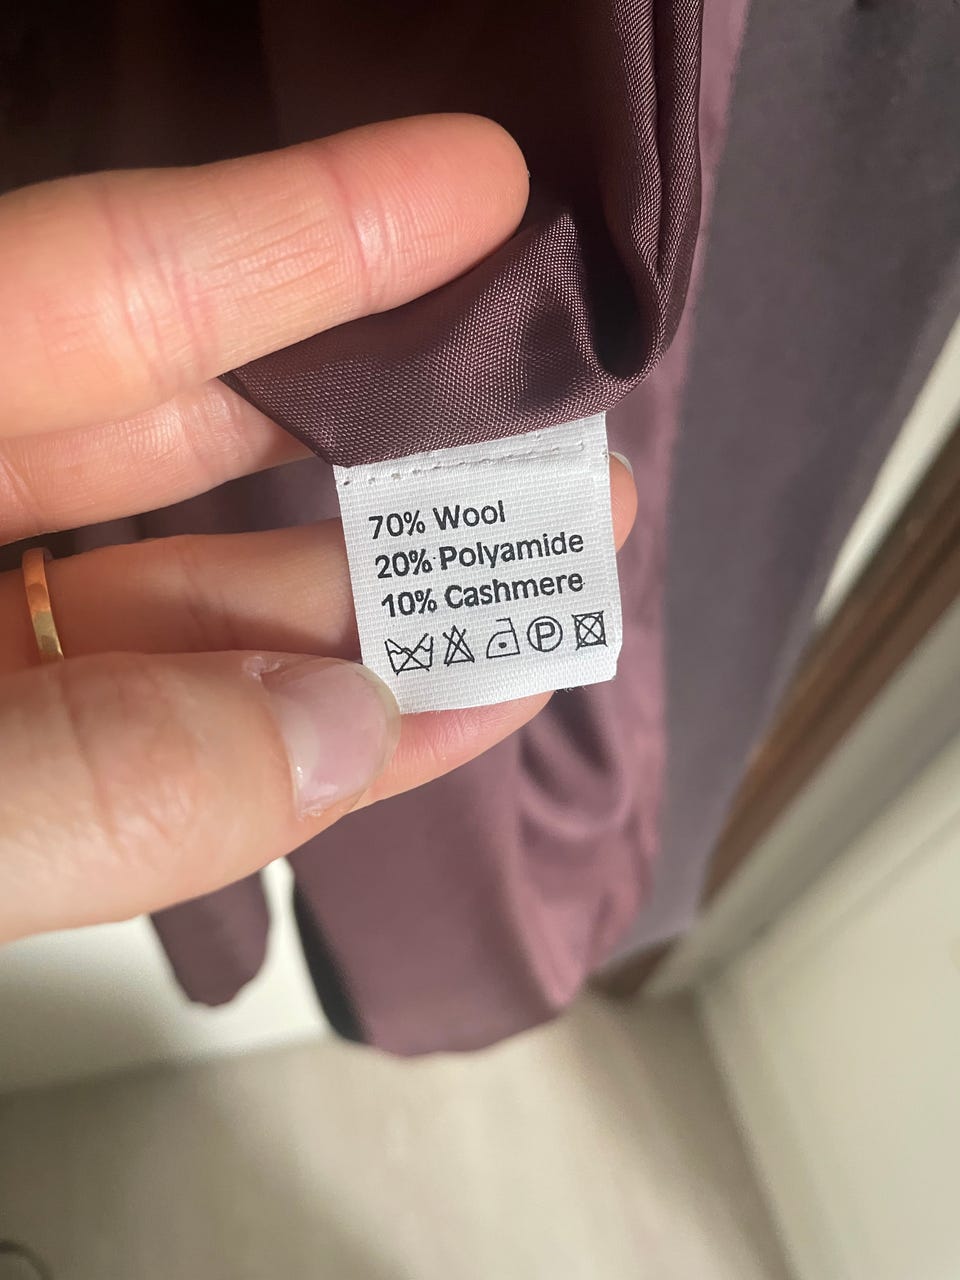 70% Wool
20% Polyamide
10% Cashmere
P